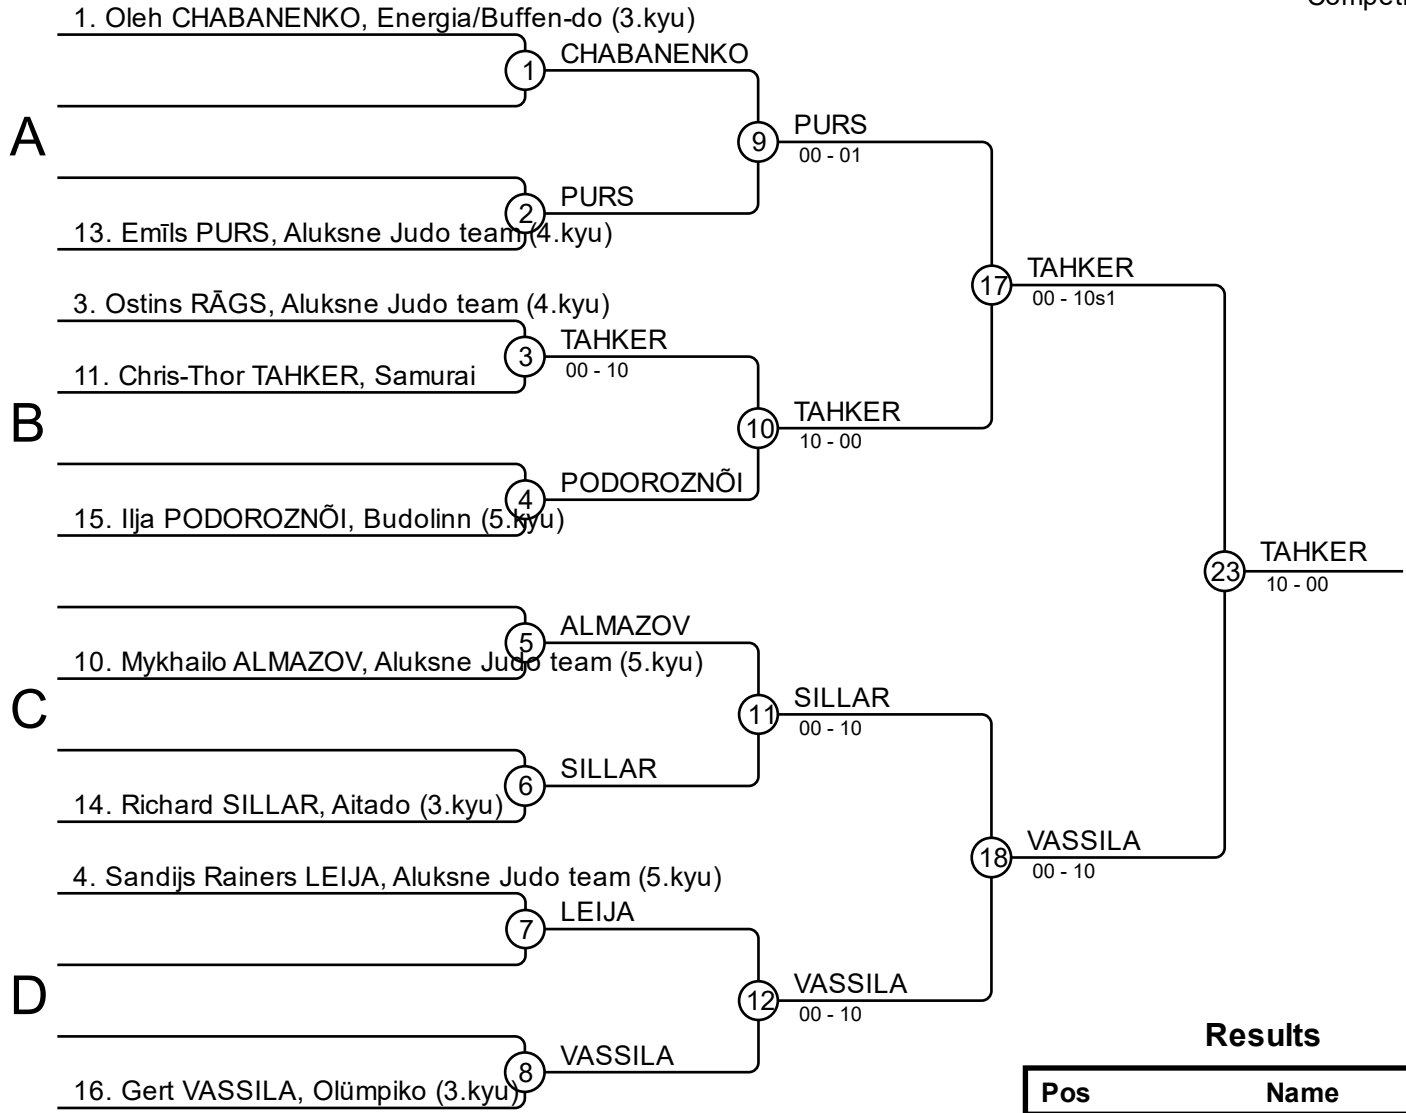 Competi
1. Oleh CHABANENKO, Energia/Buffen-do (3.kyu)
1
CHABANENKO
A
9
PURS
00 - 01
2
PURS
13. Emīls PURS, Aluksne Judo team (4.kyu)
3. Ostins RĀGS, Aluksne Judo team (4.kyu)
17
TAHKER
00 - 10s1
3
TAHKER
00 - 10
11. Chris-Thor TAHKER, Samurai
B
10
TAHKER
10 - 00
4
PODOROZNÕI
15. Ilja PODOROZNÕI, Budolinn (5.kyu)
23
TAHKER
10 - 00
5
ALMAZOV
10. Mykhailo ALMAZOV, Aluksne Judo team (5.kyu)
C
11
SILLAR
00 - 10
6
SILLAR
14. Richard SILLAR, Aitado (3.kyu)
18
VASSILA
00 - 10
4. Sandijs Rainers LEIJA, Aluksne Judo team (5.kyu)
7
LEIJA
D
12
VASSILA
00 - 10
8
VASSILA
16. Gert VASSILA, Olümpiko (3.kyu)
Results
Pos Name